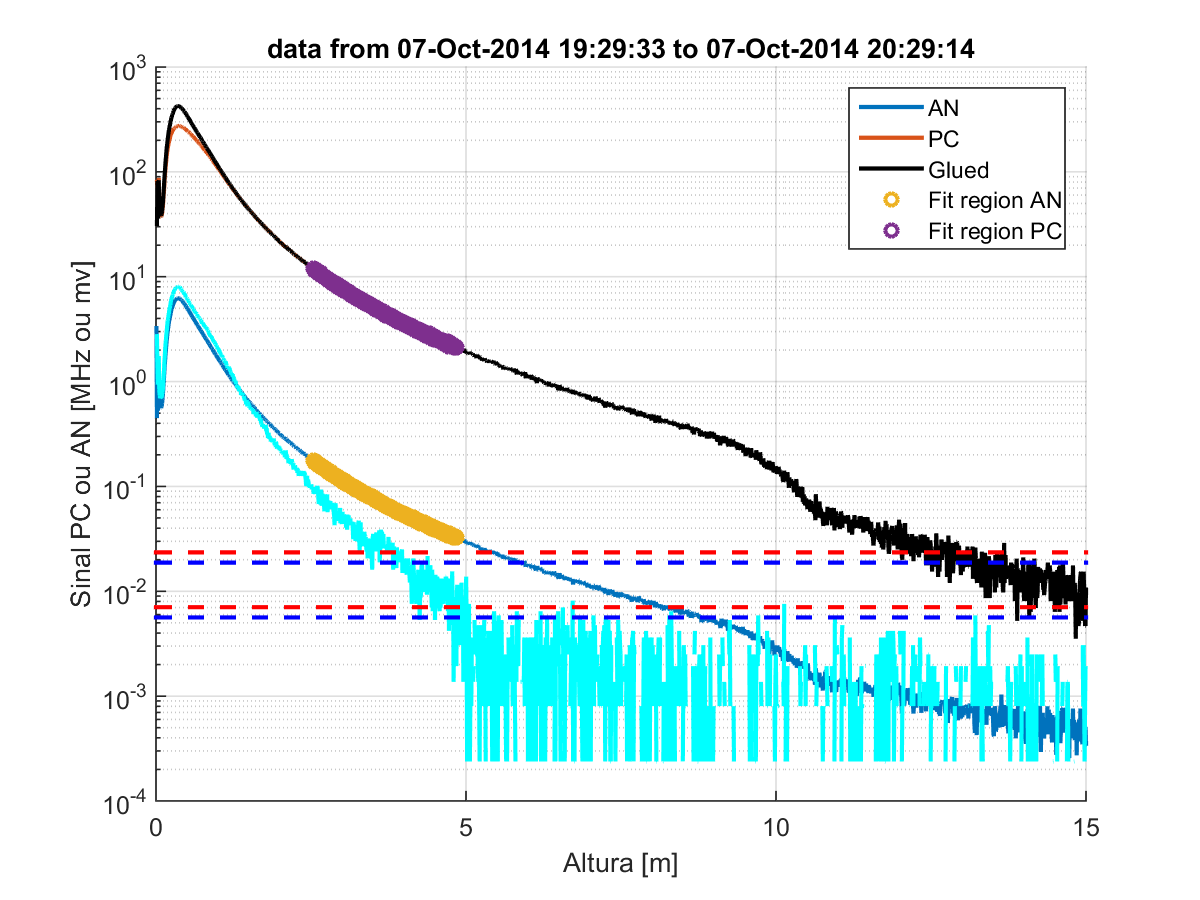 data from 07-Oct-2014 19:29:33 to 07-Oct-2014 20:29:14
AN
PC
Glued
Fit region AN
Fit region PC
Sinal PC ou AN [MHz ou mv]
10^3
10^2
10^1
10^0
10^-1
10^-2
10^-3
10^-4
0 5 10 15
Altura [m]